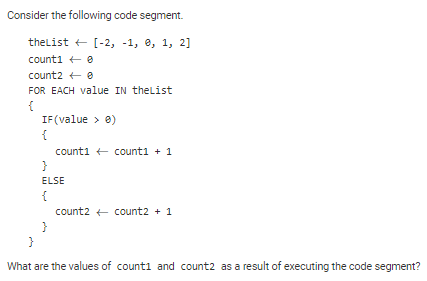 Consider the following code segment.
theList ← [-2, -1, 0, 1, 2]
count1 ← 0
count2 ← 0
FOR EACH value IN theList
{
IF(value > 0)
{
count1 ← count1 + 1
}
ELSE
{
count2 ← count2 + 1
}
}
What are the values of count1 and count2 as a result of executing the code segment?